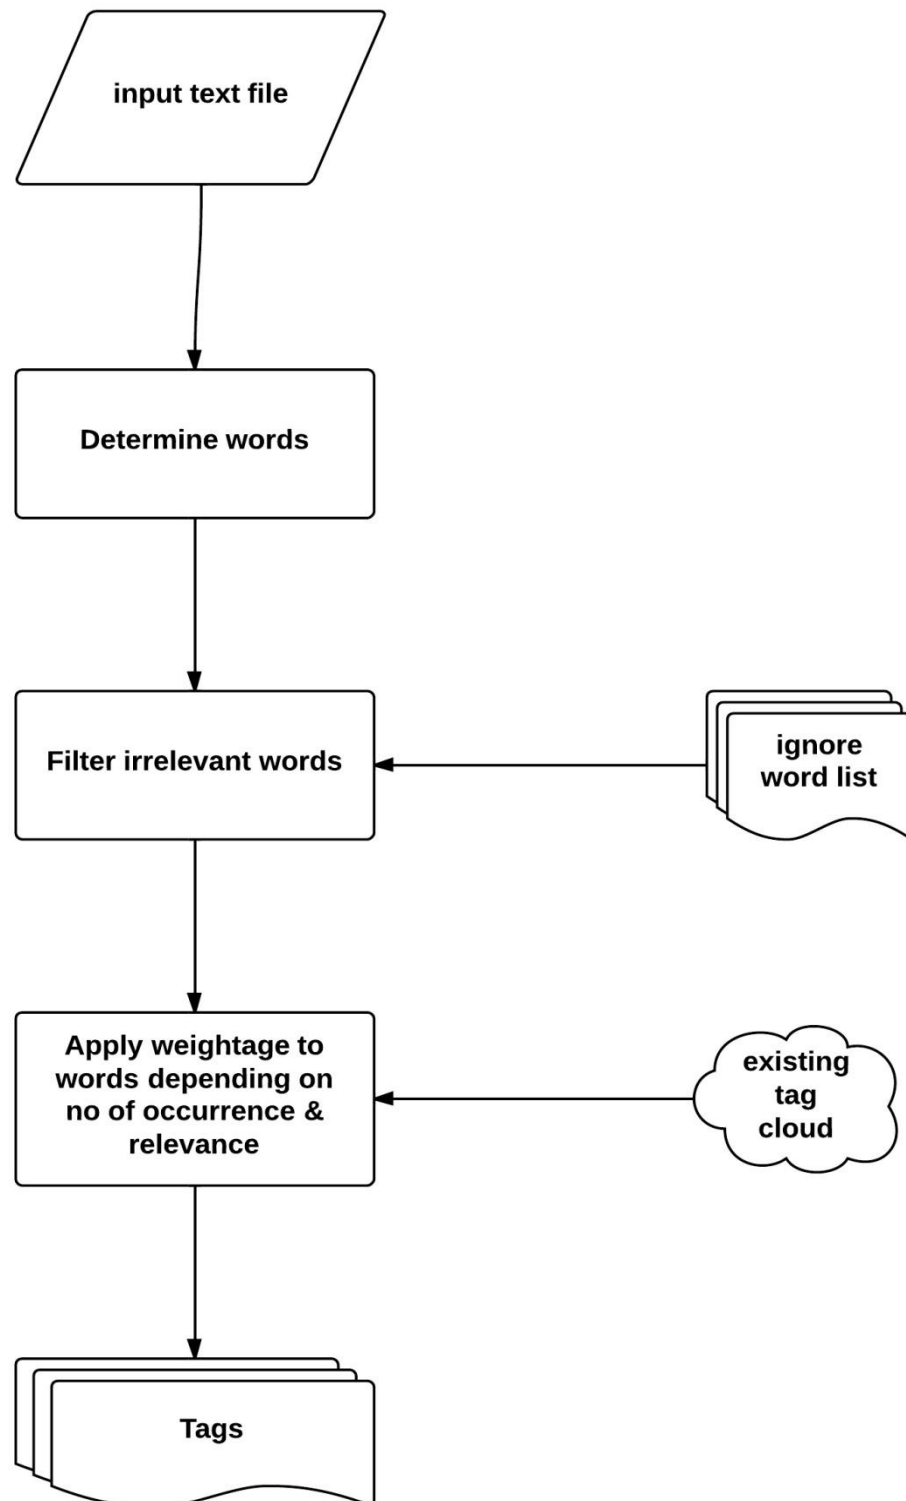 input text file
Determine words
Filter irrelevant words
ignore
word list
Apply weightage to
words depending on
no of occurrence &
relevance
existing
tag
cloud
Tags